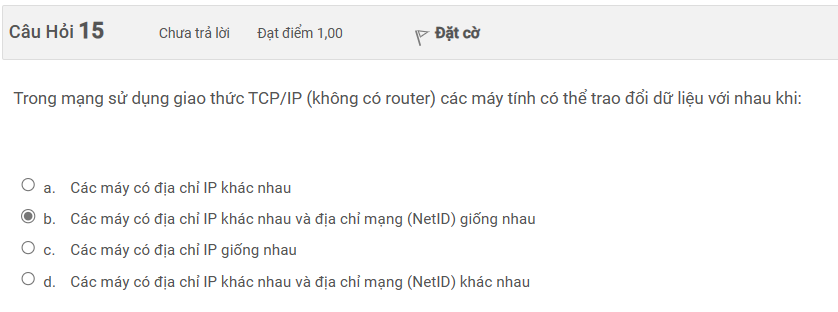 Câu Hỏi 15 Chưa trả lời Đạt điểm 1,00 Đặt cờ
Trong mạng sử dụng giao thức TCP/IP (không có router) các máy tính có thể trao đổi dữ liệu với nhau khi:
a. Các máy có địa chỉ IP khác nhau
b. Các máy có địa chỉ IP khác nhau và địa chỉ mạng (NetID) giống nhau
c. Các máy có địa chỉ IP giống nhau
d. Các máy có địa chỉ IP khác nhau và địa chỉ mạng (NetID) khác nhau